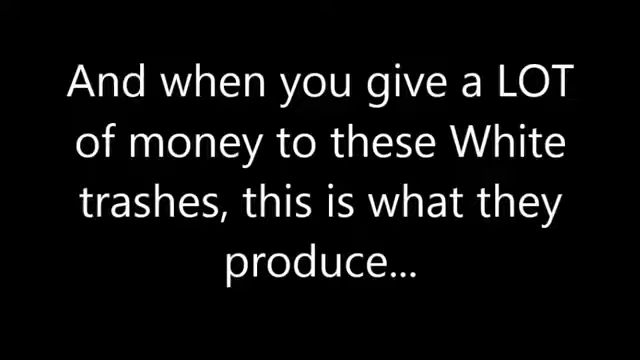 And when you give a LOT
of money to these White
trashes, this is what they
produce...